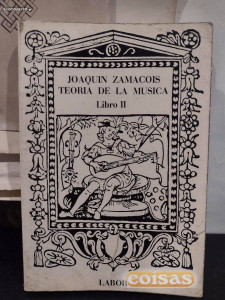 JOAQUIN ZAMACOIS
TEORIA DE LA MUSICA
Libro II
LABOR
coisas